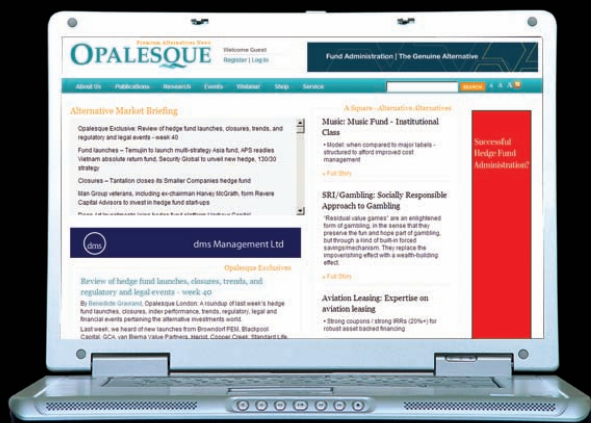 Premium Alternatives News
OPALESQUE
Welcome Guest
Register | Log In
Fund Administration | The Genuine Alternative
About Us Publications Research Events Webinar Shop Service
SEARCH A A A
Alternative Market Briefing
Opalesque Exclusive: Review of hedge fund launches, closures, trends, and
regulatory and legal events - week 40
Fund launches – Temujin to launch multi-strategy asia fund, APS readies
Vietnam absolute return fund, Security Global to unveil new hedge, 130/30
strategy
Closures – Tantallon closes its Smaller Companies hedge fund
Man Group veterans, including ex-chairman Harvey McGrath, form Revere
Capital Advisors to invest in hedge fund start-ups
dms
dms Management Ltd
Opalesque Exclusives
Review of hedge fund launches, closures, trends, and
regulatory and legal events - week 40
By Benedicte Gravrand, Opalesque London: A roundup of last week's hedge
fund launches, closures, index performance, trends, regulatory, legal and
financial events pertaining the alternative investments world.
Last week, we heard of new launches from Browndorf PEM, Blackpool
Capital, GCA, van Biema Value Partners, Heriot, Cooper Creek, Standard Life,
A Square - Alternative Alternatives
Music: Music Fund - Institutional
Class
• Model: when compared to major labels -
structured to afford improved cost
management
» Full Story
SRI/Gambling: Socially Responsible
Approach to Gambling
"Residual value games" are an enlightened
form of gambling, in the sense that they
preserve the fun and hope part of gambling,
but through a kind of built-in forced
savings/mechanism. They replace the
impoverishing effect with a wealth-building
effect.
» Full Story
Aviation Leasing: Expertise on
aviation leasing
• Strong coupons / strong IRRs (20%+) for
robust asset backed financing
Successful
Hedge Fund
Administration?